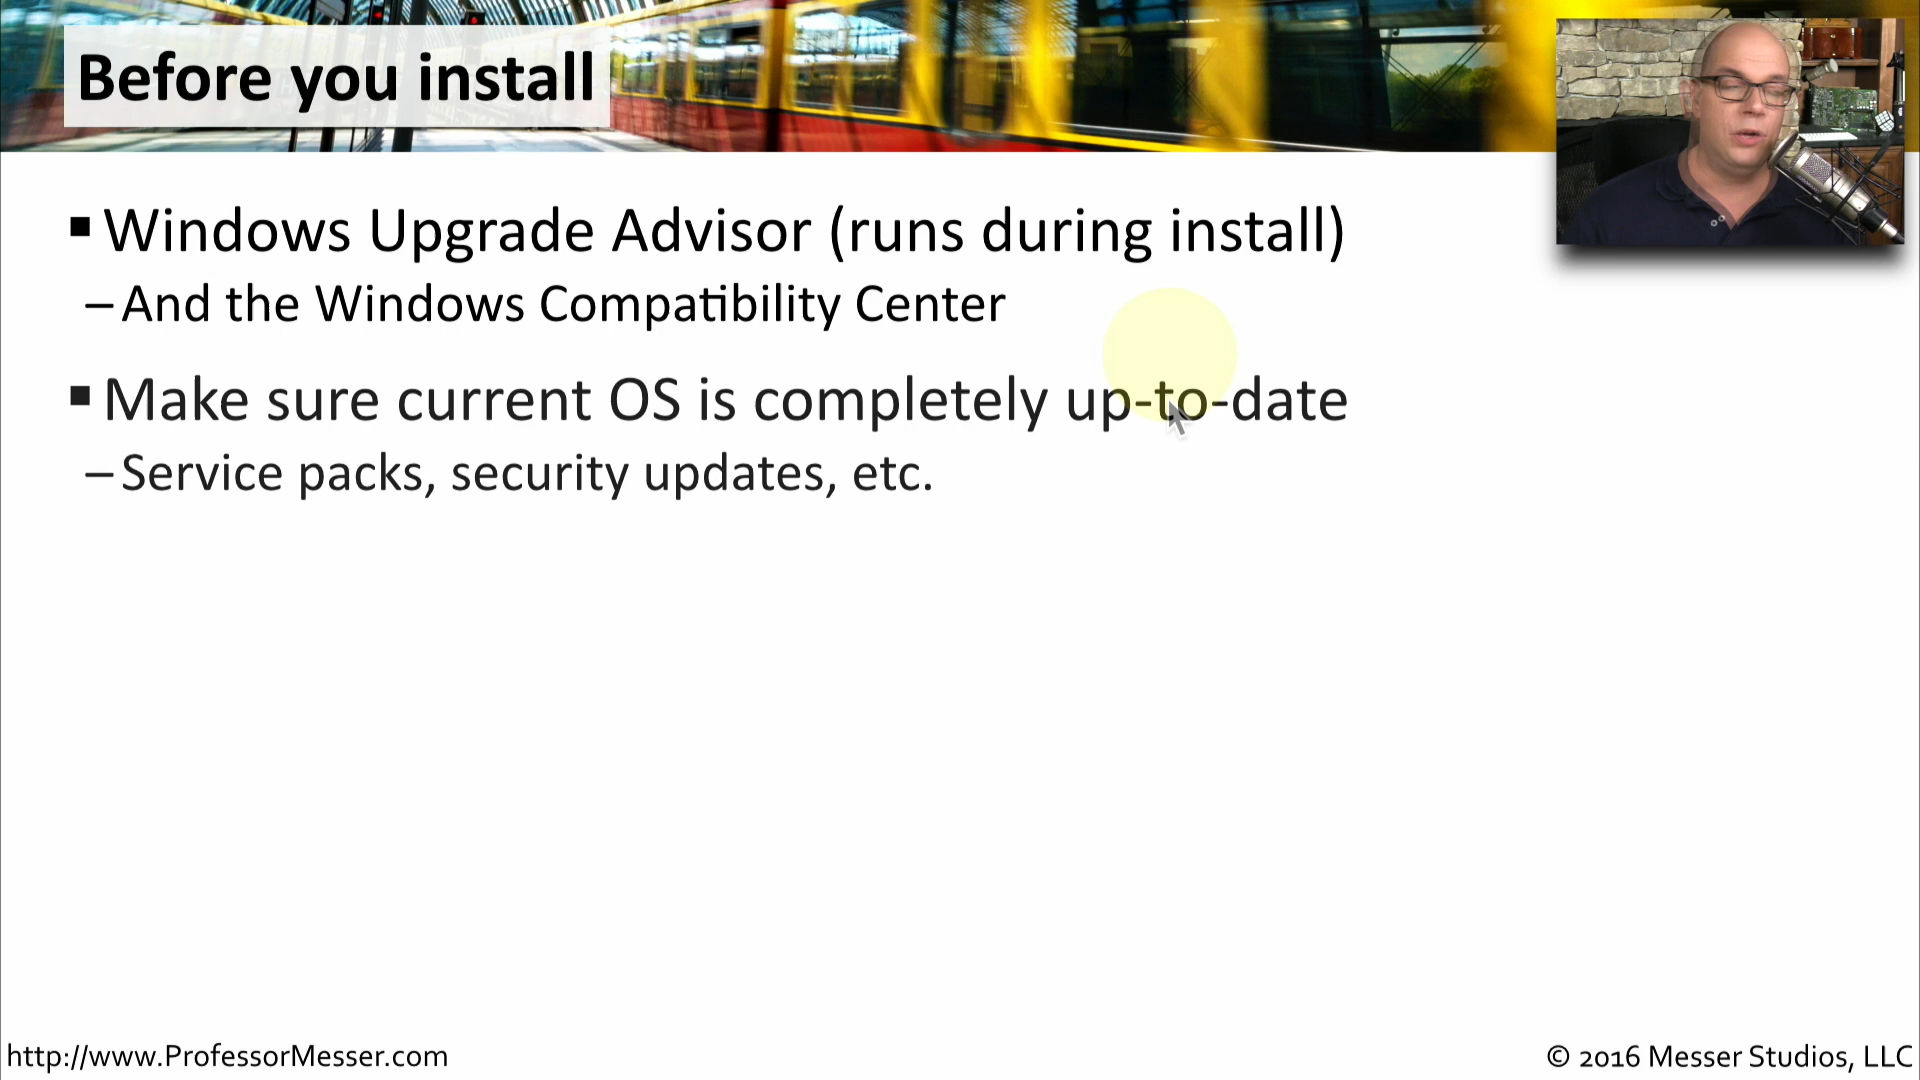 Before you install
▪ Windows Upgrade Advisor (runs during install)
– And the Windows Compatibility Center
▪ Make sure current OS is completely up-to-date
– Service packs, security updates, etc.
http://www.ProfessorMesser.com
© 2016 Messer Studios, LLC